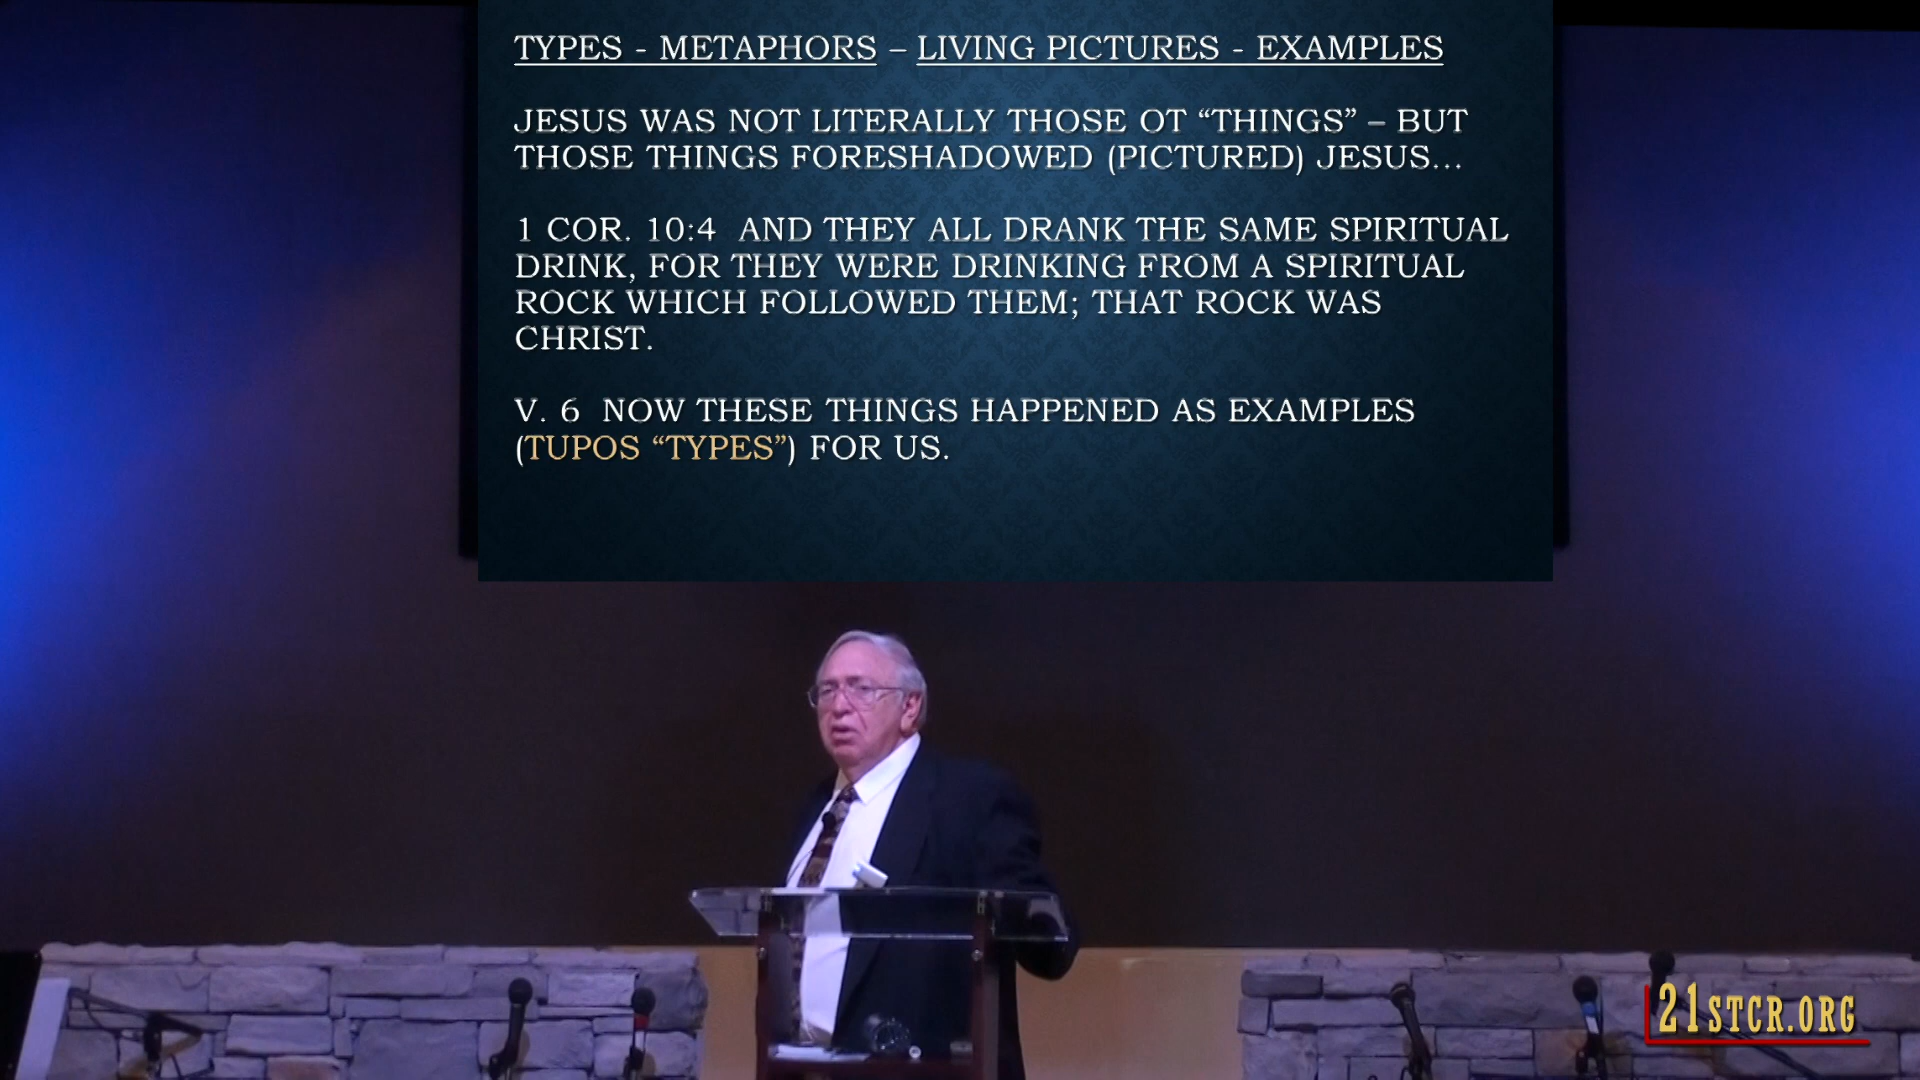 TYPES - METAPHORS – LIVING PICTURES - EXAMPLES
JESUS WAS NOT LITERALLY THOSE OT “THINGS” – BUT
THOSE THINGS FORESHADOWED (PICTURED) JESUS...
1 COR. 10:4 AND THEY ALL DRANK THE SAME SPIRITUAL
DRINK, FOR THEY WERE DRINKING FROM A SPIRITUAL
ROCK WHICH FOLLOWED THEM; THAT ROCK WAS
CHRIST.
V. 6 NOW THESE THINGS HAPPENED AS EXAMPLES
(TUPOS “TYPES”) FOR US.
21STCR.ORG